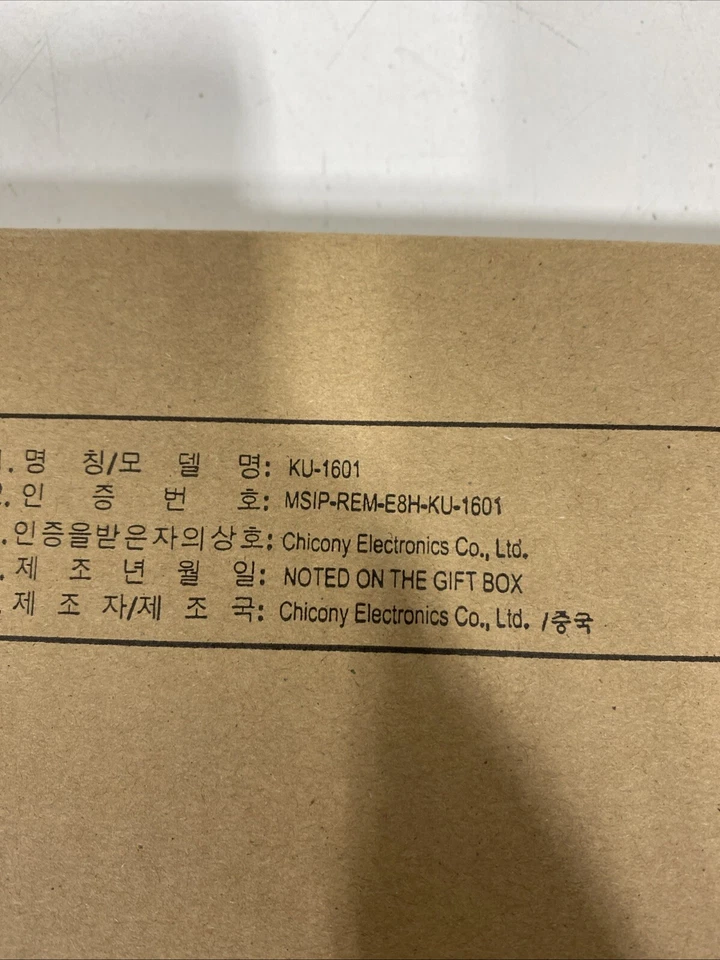 1.명 칭/모 델 명: KU-1601
2.인 증 번 호: MSIP-REM-E8H-KU-1601
.인증을받은자의상호: Chicony Electronics Co., Ltd.
.제 조 년 월 일: NOTED ON THE GIFT BOX
.제 조 자/제 조 국: Chicony Electronics Co., Ltd. /중국